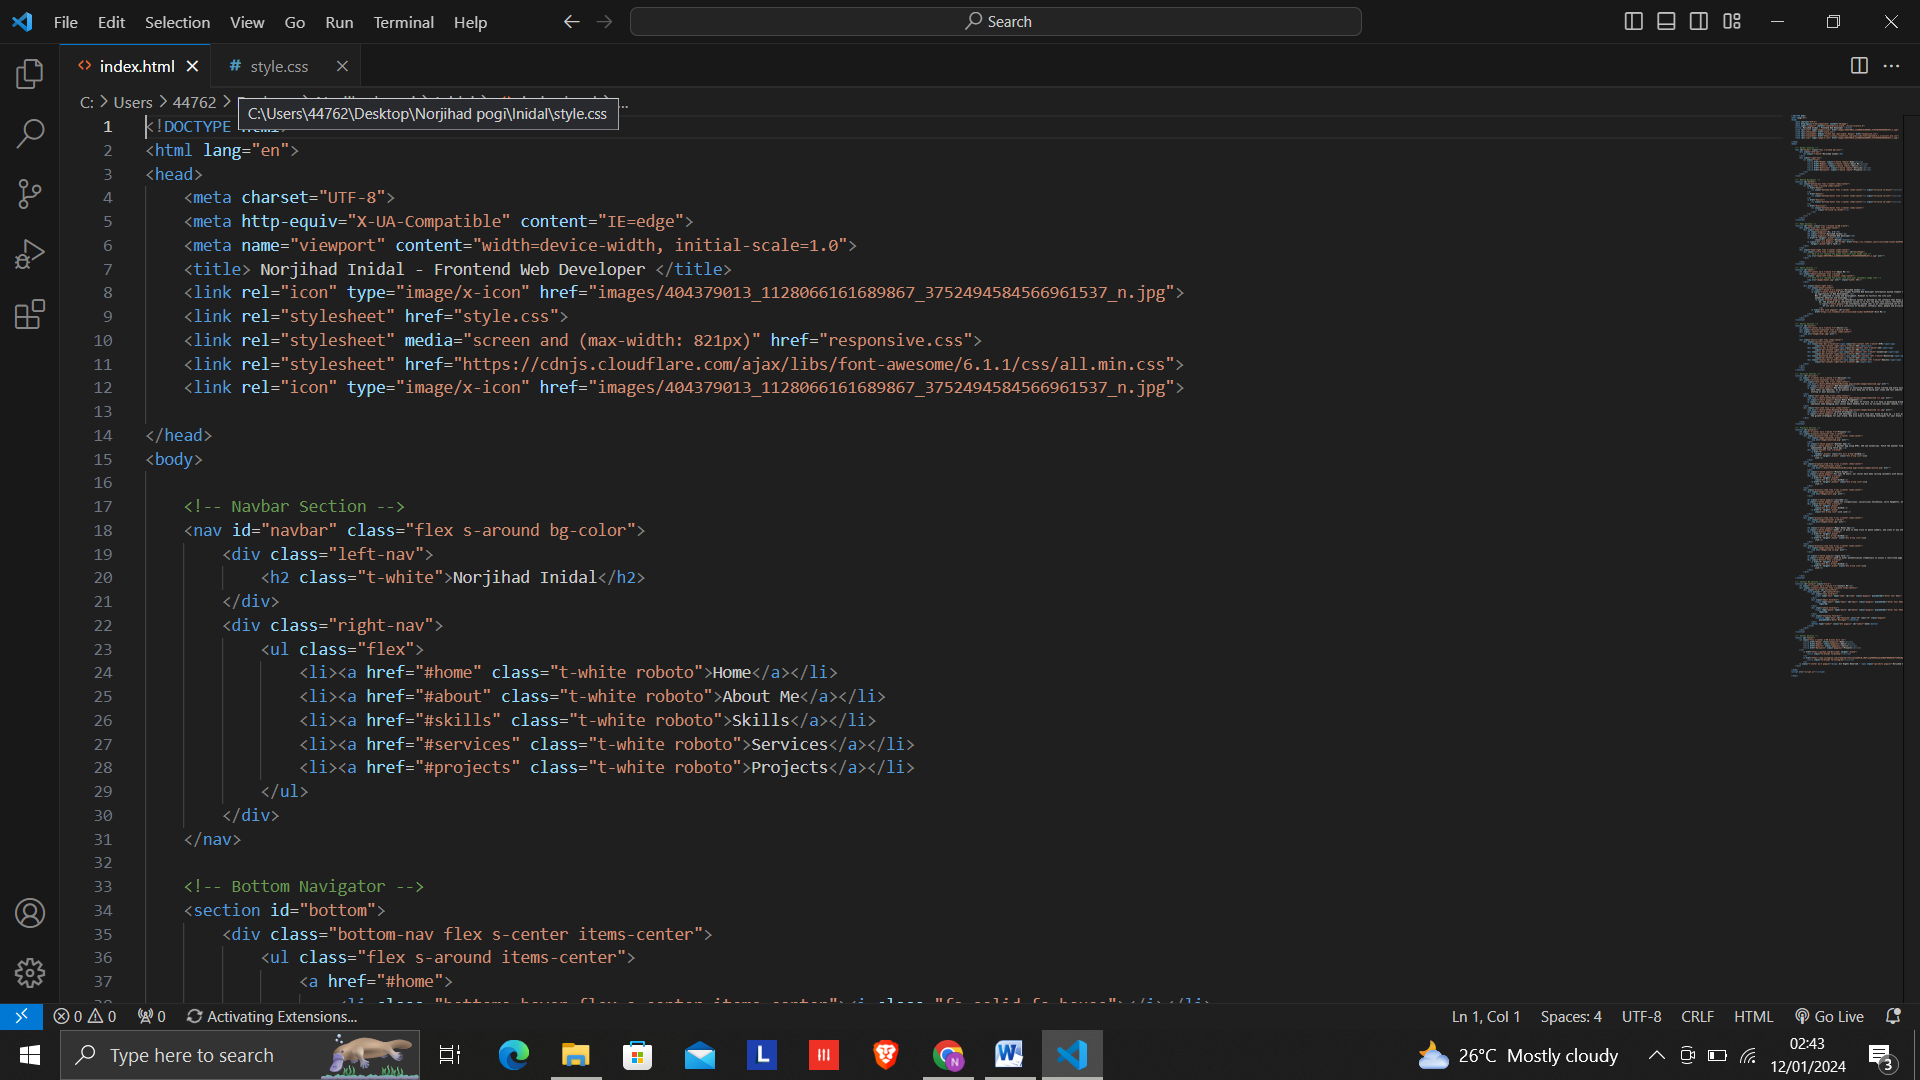 File Edit Selection View Go Run Terminal Help
Search
index.html
# style.css
C: > Users > 44762 >
...
C:\Users\44762\Desktop\Norjihad pogi\Inidal\style.css
1 <!DOCTYPE
2 <html lang="en">
3 <head>
4 <meta charset="UTF-8">
5 <meta http-equiv="X-UA-Compatible" content="IE=edge">
6 <meta name="viewport" content="width=device-width, initial-scale=1.0">
7 <title> Norjihad Inidal - Frontend Web Developer </title>
8 <link rel="icon" type="image/x-icon" href="images/404379013_1128066161689867_3752494584566961537_n.jpg">
9 <link rel="stylesheet" href="style.css">
10 <link rel="stylesheet" media="screen and (max-width: 821px)" href="responsive.css">
11 <link rel="stylesheet" href="https://cdnjs.cloudflare.com/ajax/libs/font-awesome/6.1.1/css/all.min.css">
12 <link rel="icon" type="image/x-icon" href="images/404379013_1128066161689867_3752494584566961537_n.jpg">
13
14 </head>
15 <body>
16
17 <!-- Navbar Section -->
18 <nav id="navbar" class="flex s-around bg-color">
19 <div class="left-nav">
20 <h2 class="t-white">Norjihad Inidal</h2>
21 </div>
22 <div class="right-nav">
23 <ul class="flex">
24 <li><a href="#home" class="t-white roboto">Home</a></li>
25 <li><a href="#about" class="t-white roboto">About Me</a></li>
26 <li><a href="#skills" class="t-white roboto">Skills</a></li>
27 <li><a href="#services" class="t-white roboto">Services</a></li>
28 <li><a href="#projects" class="t-white roboto">Projects</a></li>
29 </ul>
30 </div>
31 </nav>
32
33 <!-- Bottom Navigator -->
34 <section id="bottom">
35 <div class="bottom-nav flex s-center items-center">
36 <ul class="flex s-around items-center">
37 <a href="#home">
0 0 0 Activating Extensions...
Ln 1, Col 1 Spaces: 4 UTF-8 CRLF HTML Go Live
Type here to search
L
N
W
26°C Mostly cloudy
02:43
12/01/2024
3